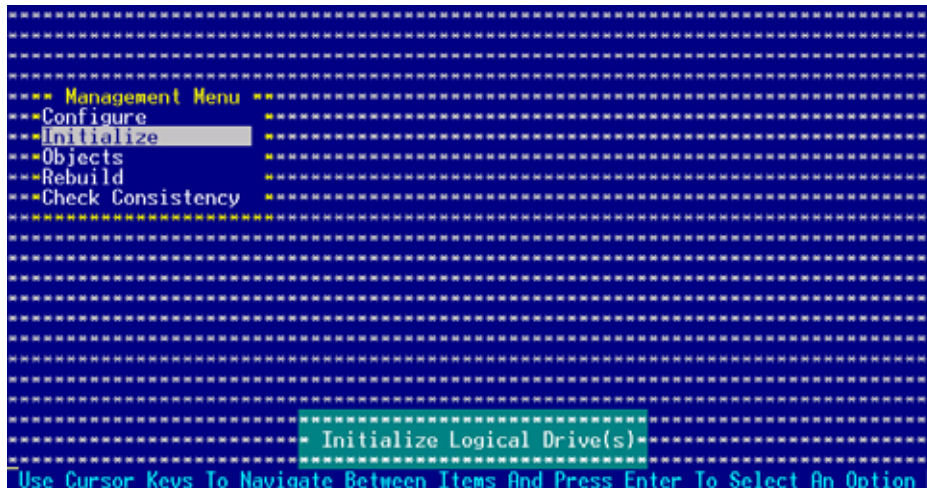 Management Menu
Configure
Initialize
Objects
Rebuild
Check Consistency
Initialize Logical Drive(s)
Use Cursor Keys To Navigate Between Items And Press Enter To Select An Option